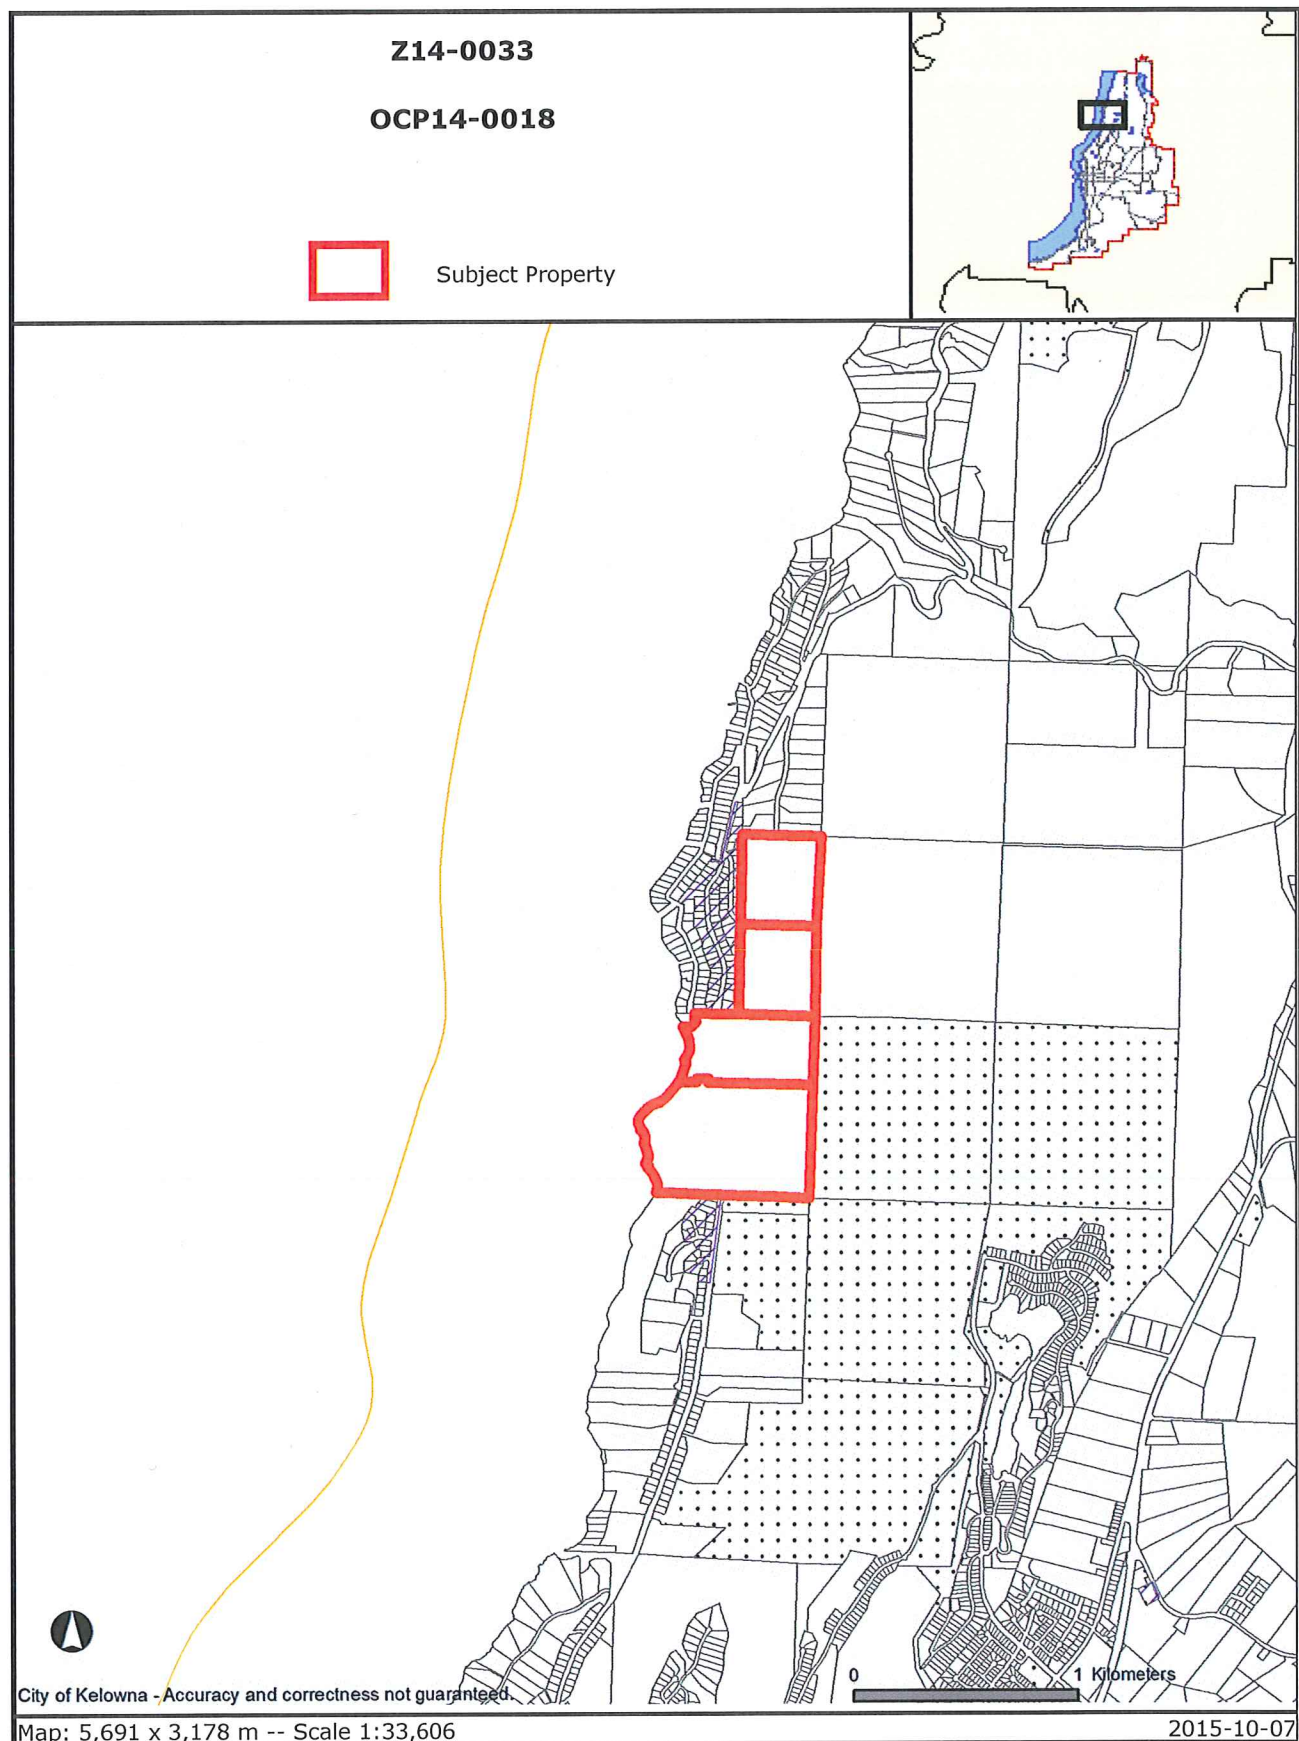 Z14-0033
OCP14-0018
Subject Property
0 1 Kilometers
City of Kelowna - Accuracy and correctness not guaranteed.
Map: 5,691 x 3,178 m -- Scale 1:33,606 2015-10-07